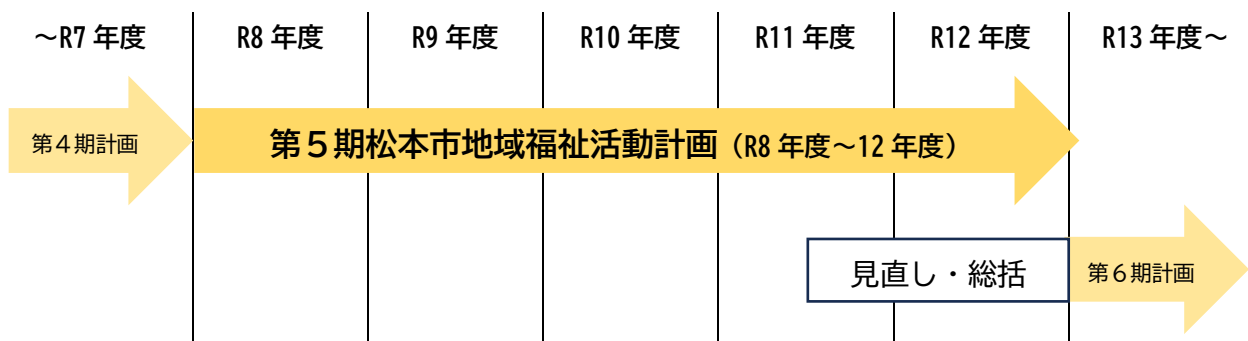 ～R7 年度
R8 年度
R9 年度
R10 年度
R11 年度
R12 年度
R13 年度～
第４期計画
第５期松本市地域福祉活動計画（R8 年度～12 年度）
見直し・総括
第６期計画